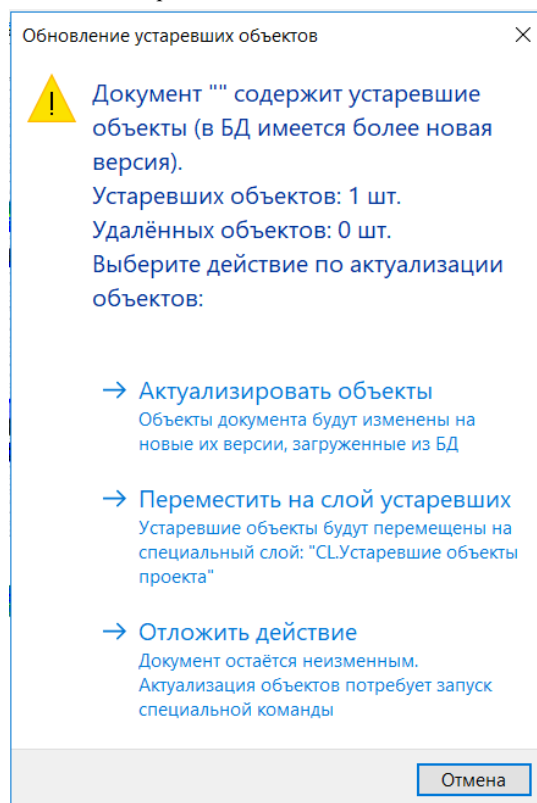 Обновление устаревших объектов
Документ "" содержит устаревшие
объекты (в БД имеется более новая
версия).
Устаревших объектов: 1 шт.
Удалённых объектов: 0 шт.
Выберите действие по актуализации
объектов:
Актуализировать объекты
Объекты документа будут изменены на
новые их версии, загруженные из БД
Переместить на слой устаревших
Устаревшие объекты будут перемещены на
специальный слой: "CL.Устаревшие объекты
проекта"
Отложить действие
Документ остаётся неизменным.
Актуализация объектов потребует запуск
специальной команды
Отмена